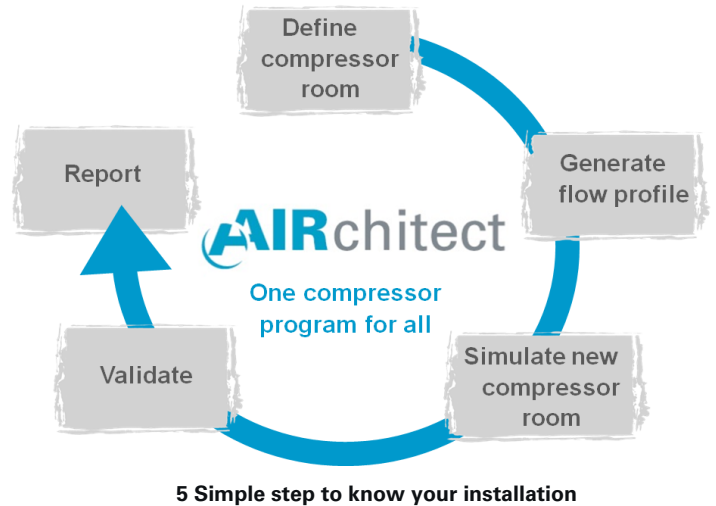 Define
compressor
room
Generate
flow profile
Simulate new
compressor
room
Validate
Report
AIRchitect
One compressor
program for all
5 Simple step to know your installation